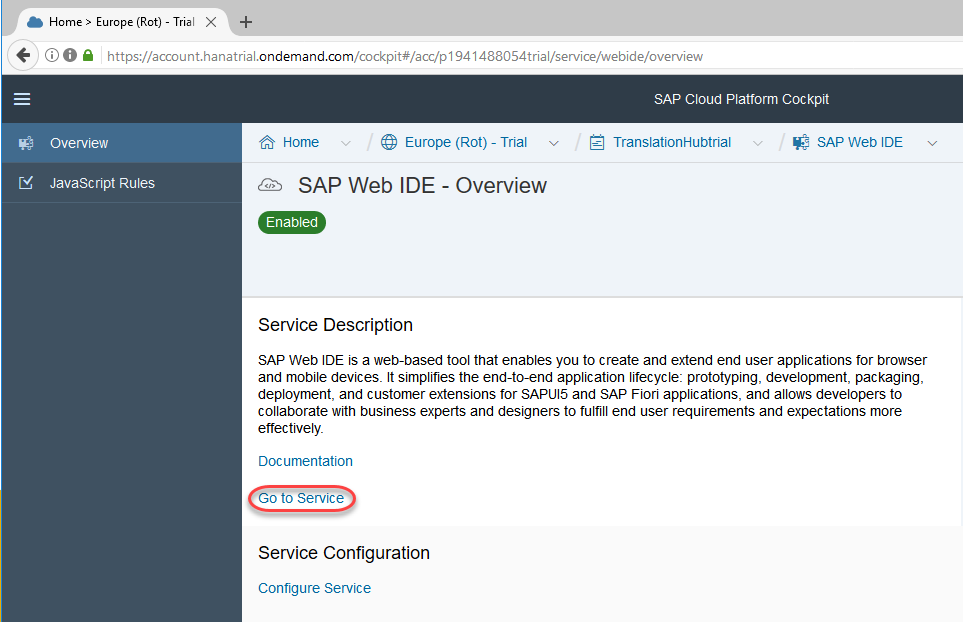 Home > Europe (Rot) - Trial
https://account.hanatrial.ondemand.com/cockpit#/acc/p1941488054trial/service/webide/overview
SAP Cloud Platform Cockpit
Overview
JavaScript Rules
Home / Europe (Rot) - Trial / TranslationHubtrial / SAP Web IDE
SAP Web IDE - Overview
Enabled
Service Description
SAP Web IDE is a web-based tool that enables you to create and extend end user applications for browser
and mobile devices. It simplifies the end-to-end application lifecycle: prototyping, development, packaging,
deployment, and customer extensions for SAPUI5 and SAP Fiori applications, and allows developers to
collaborate with business experts and designers to fulfill end user requirements and expectations more
effectively.
Documentation
Go to Service
Service Configuration
Configure Service